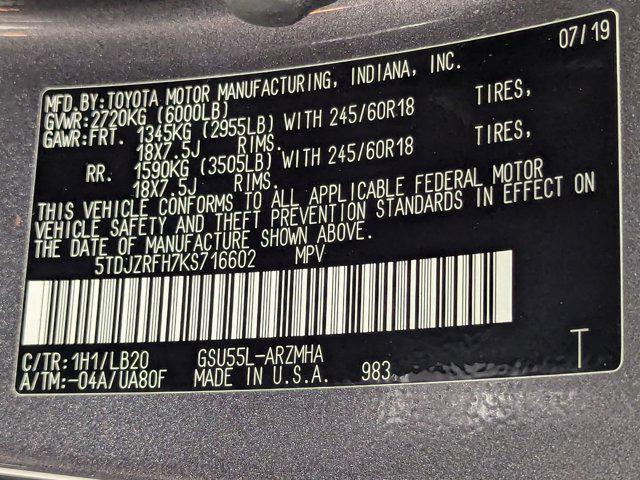 07/19
MFD.BY:TOYOTA MOTOR MANUFACTURING, INDIANA, INC.
GVWR:2720KG (6000LB)
GAWR:FRT. 1345KG (2955LB) WITH 245/60R18 TIRES,
18X7.5J RIMS.
RR. 1590KG (3505LB) WITH 245/60R18 TIRES,
18X7.5J RIMS.
THIS VEHICLE CONFORMS TO ALL APPLICABLE FEDERAL MOTOR
VEHICLE SAFETY AND THEFT PREVENTION STANDARDS IN EFFECT ON
THE DATE OF MANUFACTURE SHOWN ABOVE.
5TDJZRFH7KS716602 MPV
C/TR:1H1/LB20 GSU55L-ARZMHA
A/TM:-04A/UA80F MADE IN U.S.A. 983 T